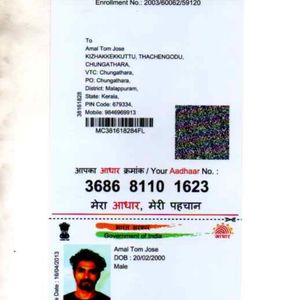 Enrollment No.: 2003/60062/59120
To
Amal Tom Jose
KIZHAKKEKKUTTU, THACHENGODU,
CHUNGATHARA,
VTC: Chungathara,
PO: Chungathara,
District: Malappuram,
State: Kerala,
PIN Code: 679334,
Mobile: 9846969913
38161828
MC381618284FL
आपका आधार क्रमांक / Your Aadhaar No. :
3686 8110 1623
मेरा आधार, मेरी पहचान
भारत सरकार
Government of India
आधार
Amal Tom Jose
DOB : 20/02/2000
Male
Date: 16/04/2013